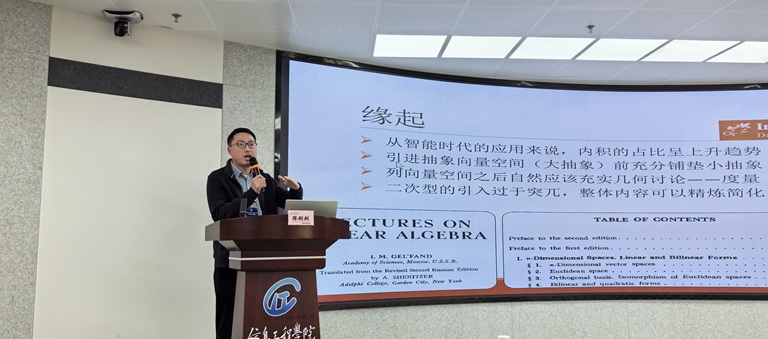 缘起
从智能时代的应用来说，内积的占比呈上升趋势
引进抽象向量空间（大抽象）前充分铺垫小抽象
列向量空间之后自然应该充实几何讨论——度量
二次型的引入过于突兀，整体内容可以精炼简化
ECTURES ON
EAR ALGEBRA
I. M. GEL'FAND
Academy of Sciences, Moscow, U.S.S.R.
Translated from the Revised Second Russian Edition
by A. SHENITZER
Adelphi College, Garden City, New York
TABLE OF CONTENTS
Preface to the second edition
Preface to the first edition
I. n-Dimensional Spaces. Linear and Bilinear Forms
§ 1. n-Dimensional vector spaces
§ 2. Euclidean space
§ 3. Orthogonal basis. Isomorphism of Euclidean spaces
§ 4. Bilinear and quadratic forms
信息工程学院